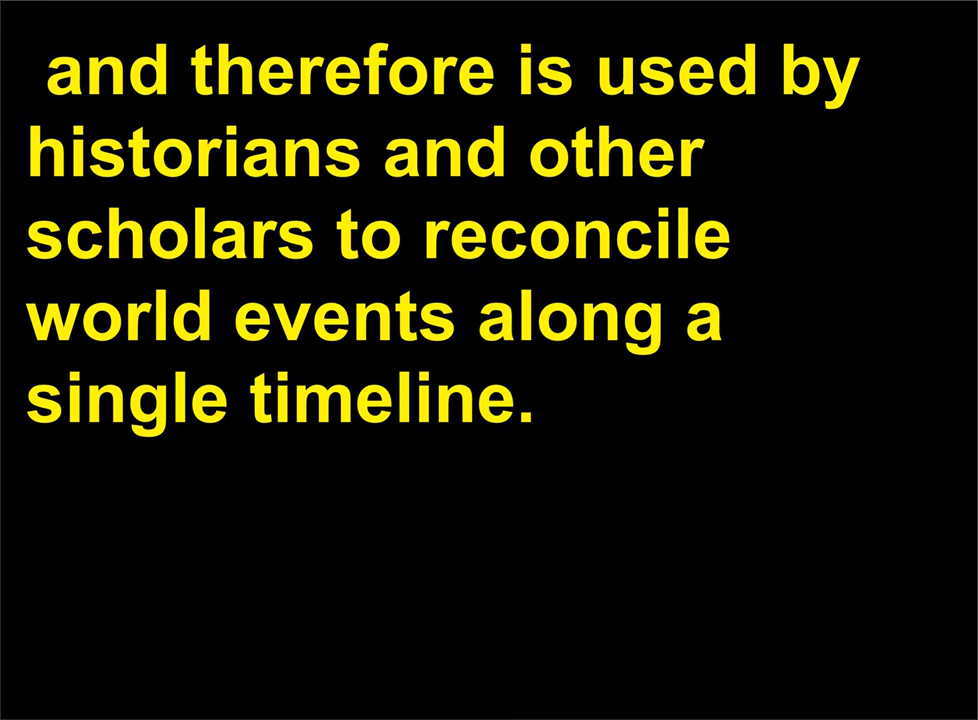 and therefore is used by
historians and other
scholars to reconcile
world events along a
single timeline.